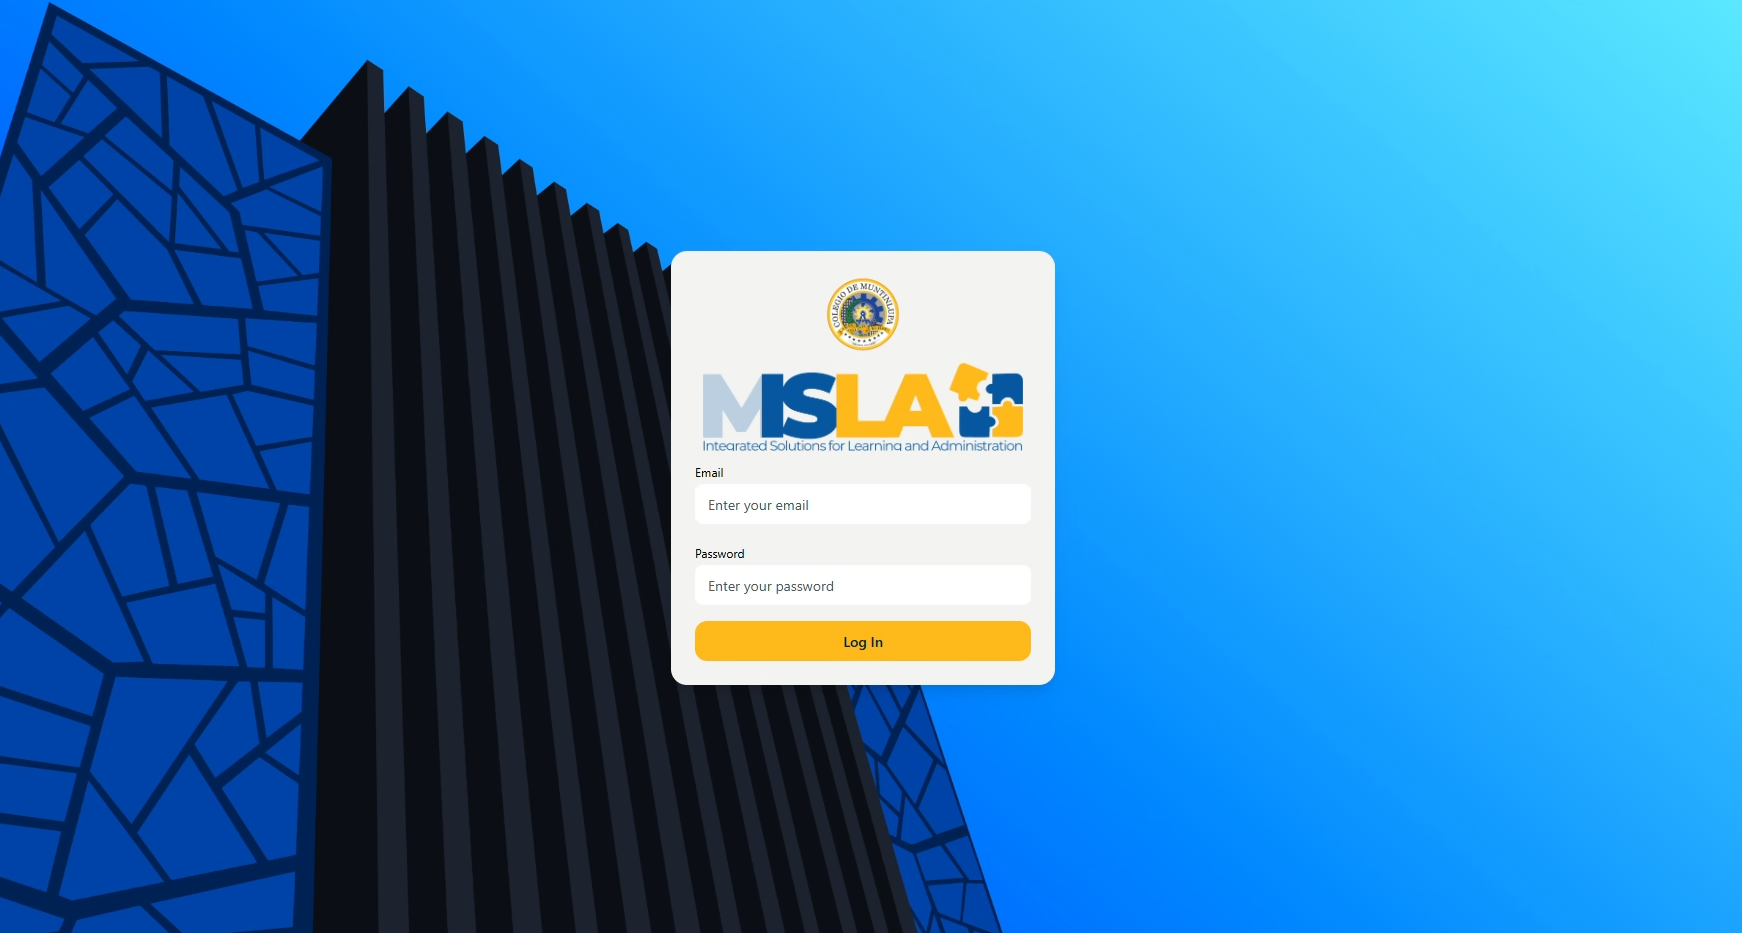 COLEGIO DE MUNTINLUPA
MISLA
Integrated Solutions for Learning and Administration
Email
Enter your email
Password
Enter your password
Log In